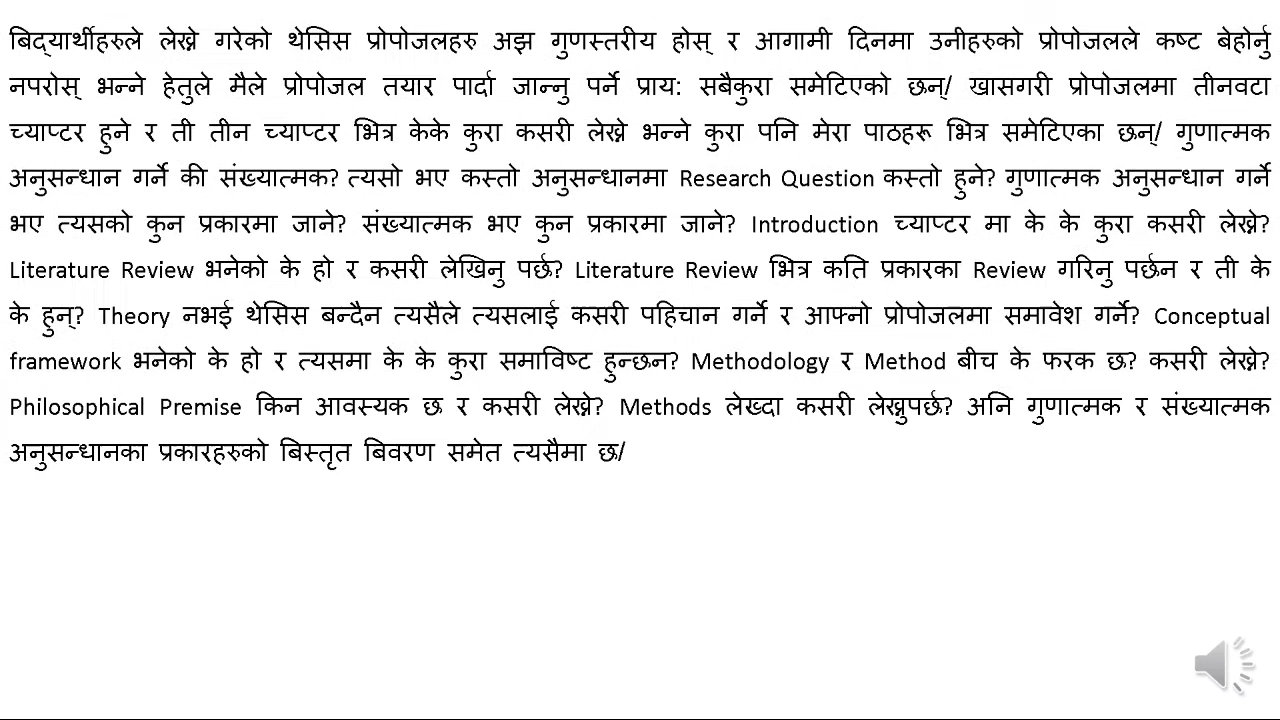 बिद्यार्थीहरुले लेख्ने गरेको थेसिस प्रोपोजलहरु अझ गुणस्तरीय होस् र आगामी दिनमा उनीहरुको प्रोपोजलले कष्ट बेहोर्नु
नपरोस् भन्ने हेतुले मैले प्रोपोजल तयार पार्दा जान्नु पर्ने प्राय: सबैकुरा समेटिएको छन्/ खासगरी प्रोपोजलमा तीनवटा
च्याप्टर हुने र ती तीन च्याप्टर भित्र केके कुरा कसरी लेख्ने भन्ने कुरा पनि मेरा पाठहरू भित्र समेटिएका छन्/ गुणात्मक
अनुसन्धान गर्ने की संख्यात्मक? त्यसो भए कस्तो अनुसन्धानमा Research Question कस्तो हुने? गुणात्मक अनुसन्धान गर्ने
भए त्यसको कुन प्रकारमा जाने? संख्यात्मक भए कुन प्रकारमा जाने? Introduction च्याप्टर मा के के कुरा कसरी लेख्ने?
Literature Review भनेको के हो र कसरी लेखिनु पर्छ? Literature Review भित्र कति प्रकारका Review गरिनु पर्छन र ती के
के हुन्? Theory नभई थेसिस बन्दैन त्यसैले त्यसलाई कसरी पहिचान गर्ने र आफ्नो प्रोपोजलमा समावेश गर्ने? Conceptual
framework भनेको के हो र त्यसमा के के कुरा समाविष्ट हुन्छन? Methodology र Method बीच के फरक छ? कसरी लेख्ने?
Philosophical Premise किन आवस्यक छ र कसरी लेख्ने? Methods लेख्दा कसरी लेख्नुपर्छ? अनि गुणात्मक र संख्यात्मक
अनुसन्धानका प्रकारहरुको बिस्तृत बिवरण समेत त्यसैमा छ/